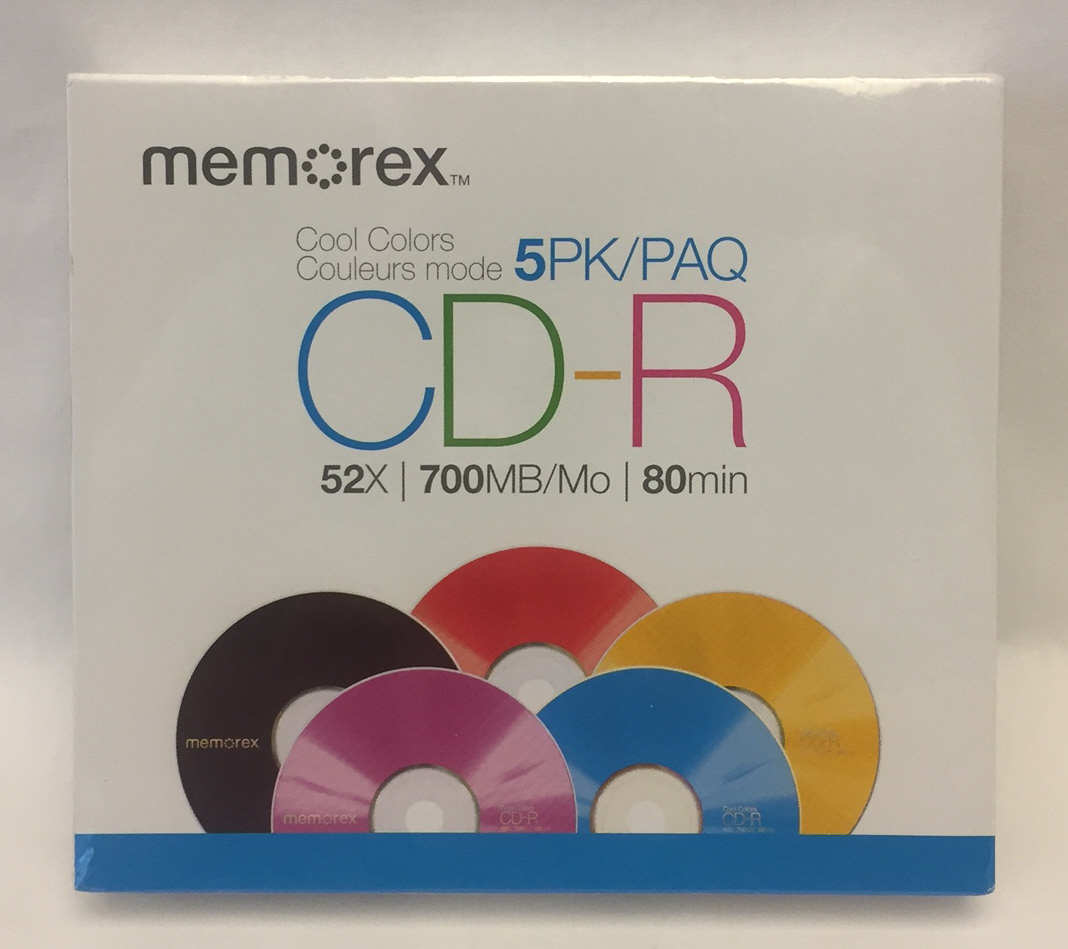 memorex™
Cool Colors
Couleurs mode 5PK/PAQ
CD-R
52X | 700MB/Mo | 80min
memorex
memorex
Cool Colors
CD-R
Cool Colors
CD-R
CD-R